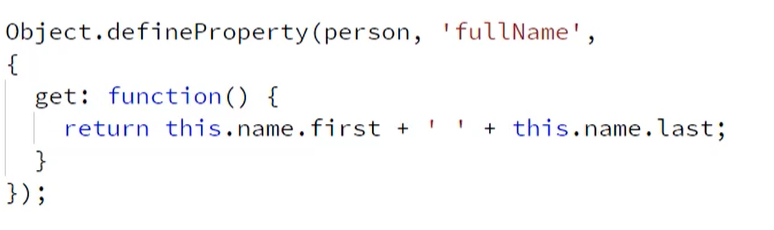 Object.defineProperty(person, 'fullName',
{
  get: function() {
    return this.name.first + ' ' + this.name.last;
  }
});